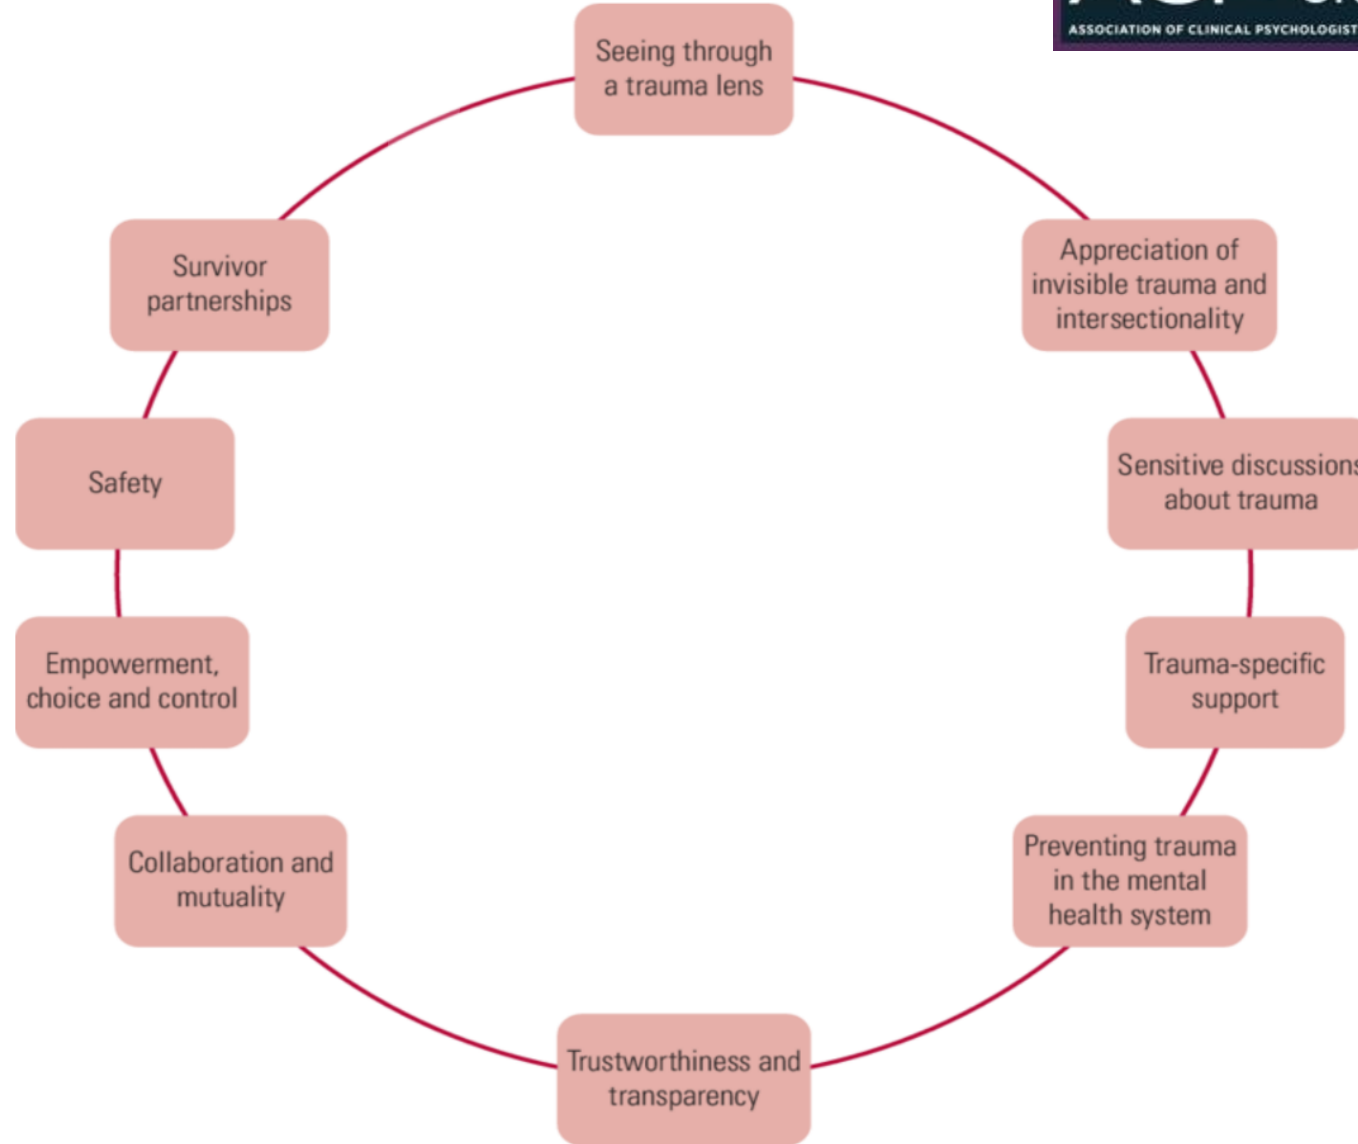 ASSOCIATION OF CLINICAL PSYCHOLOGIST
Seeing through
a trauma lens
Appreciation of
invisible trauma and
intersectionality
Sensitive discussions
about trauma
Trauma-specific
support
Preventing trauma
in the mental
health system
Trustworthiness and
transparency
Collaboration and
mutuality
Empowerment,
choice and control
Safety
Survivor
partnerships